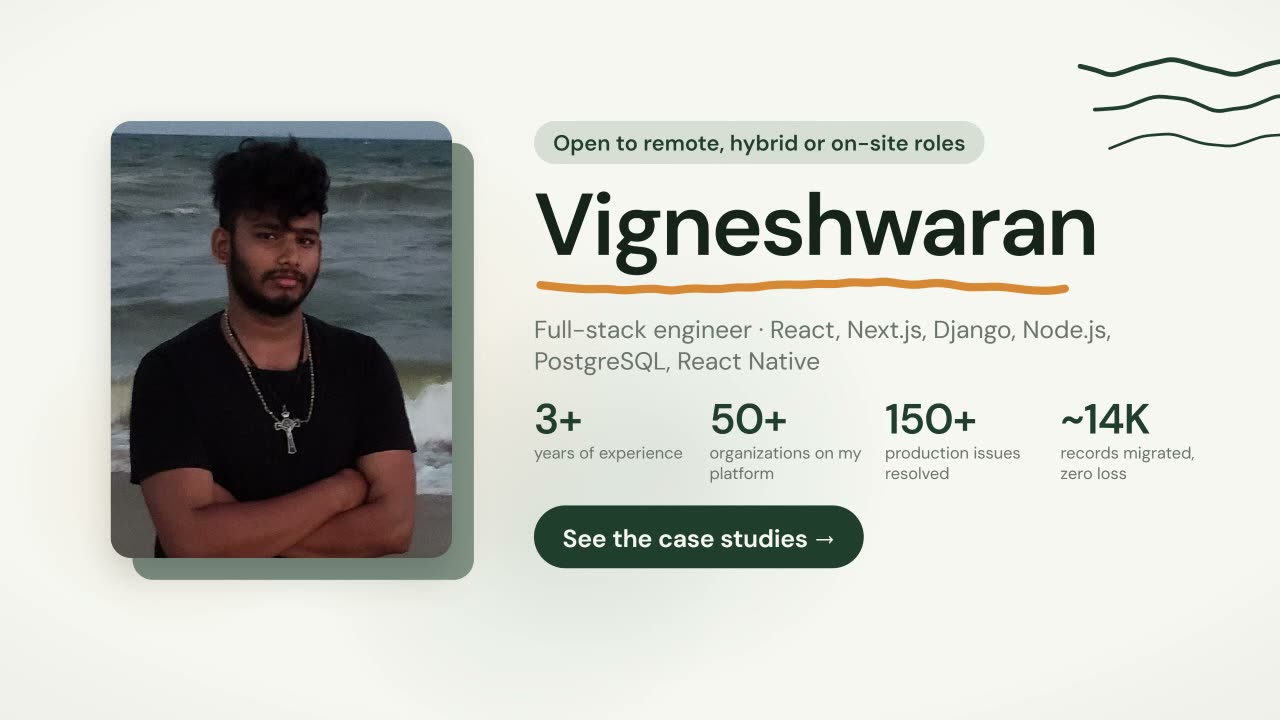 Open to remote, hybrid or on-site roles
Vigneshwaran
Full-stack engineer · React, Next.js, Django, Node.js,
PostgreSQL, React Native
3+
years of experience
50+
organizations on my
platform
150+
production issues
resolved
~14K
records migrated,
zero loss
See the case studies →